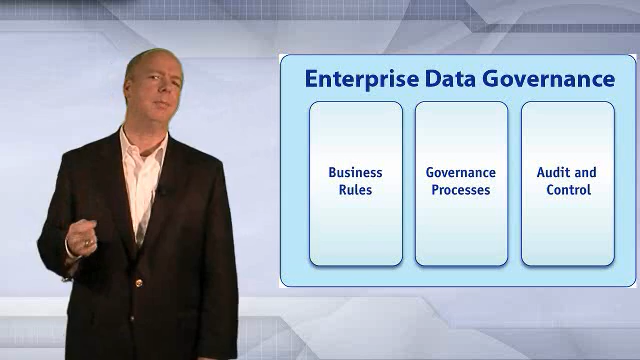 Enterprise Data Governance
Business
Rules
Governance
Processes
Audit and
Control